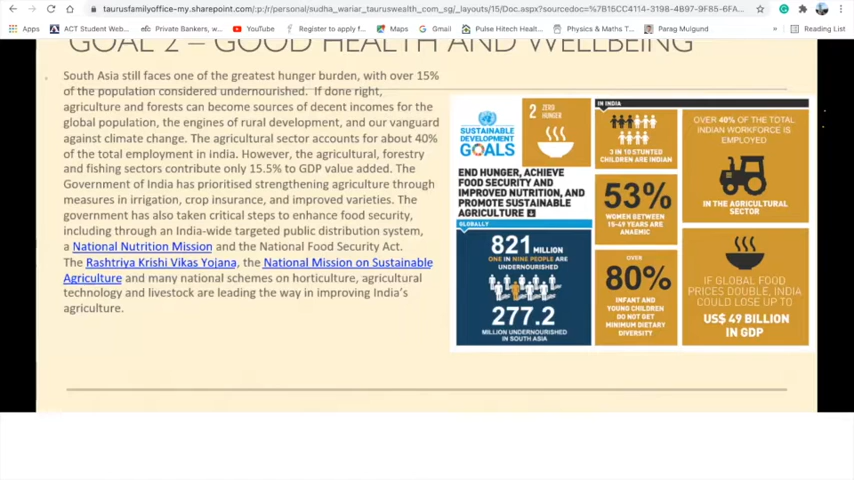 taurusfamilyoffice-my.sharepoint.com/:p:/r/personal/sudha_wariar_tauruswealth_com_sg/_layouts/15/Doc.aspx?sourcedoc=%7B15CC4114-3198-4B97-9F85-6FA...
Apps
ACT Student Web...
Private Bankers, w...
YouTube
Register to apply f...
Maps
Gmail
Pulse Hitech Health...
Physics & Maths T...
Parag Mulgund
»
Reading List
GOAL 2 – GOOD HEALTH AND WELLBEING
South Asia still faces one of the greatest hunger burden, with over 15%
of the population considered undernourished.  If done right,
agriculture and forests can become sources of decent incomes for the
global population, the engines of rural development, and our vanguard
against climate change. The agricultural sector accounts for about 40%
of the total employment in india. However, the agricultural, forestry
and fishing sectors contribute only 15.5% to GDP value added. The
Government of India has prioritised strengthening agriculture through
measures in irrigation, crop insurance, and improved varieties. The
government has also taken critical steps to enhance food security,
including through an India-wide targeted public distribution system,
a National Nutrition Mission and the National Food Security Act.
The Rashtriya Krishi Vikas Yojana, the National Mission on Sustainable
Agriculture and many national schemes on horticulture, agricultural
technology and livestock are leading the way in improving India's
agriculture.
SUSTAINABLE
DEVELOPMENT
GOALS
2 ZERO
HUNGER
END HUNGER, ACHIEVE
FOOD SECURITY AND
IMPROVED NUTRITION, AND
PROMOTE SUSTAINABLE
AGRICULTURE
GLOBALLY
821 MILLION
ONE IN NINE PEOPLE ARE
UNDERNOURISHED
277.2
MILLION UNDERNOURISHED
IN SOUTH ASIA
IN INDIA
3 IN 10 STUNTED
CHILDREN ARE INDIAN
53%
WOMEN BETWEEN
15-49 YEARS ARE
ANAEMIC
OVER
80%
INFANT AND
YOUNG CHILDREN
DO NOT GET
MINIMUM DIETARY
DIVERSITY
OVER 40% OF THE TOTAL
INDIAN WORKFORCE IS
EMPLOYED
IN THE AGRICULTURAL
SECTOR
IF GLOBAL FOOD
PRICES DOUBLE, INDIA
COULD LOSE UP TO
US$ 49 BILLION
IN GDP